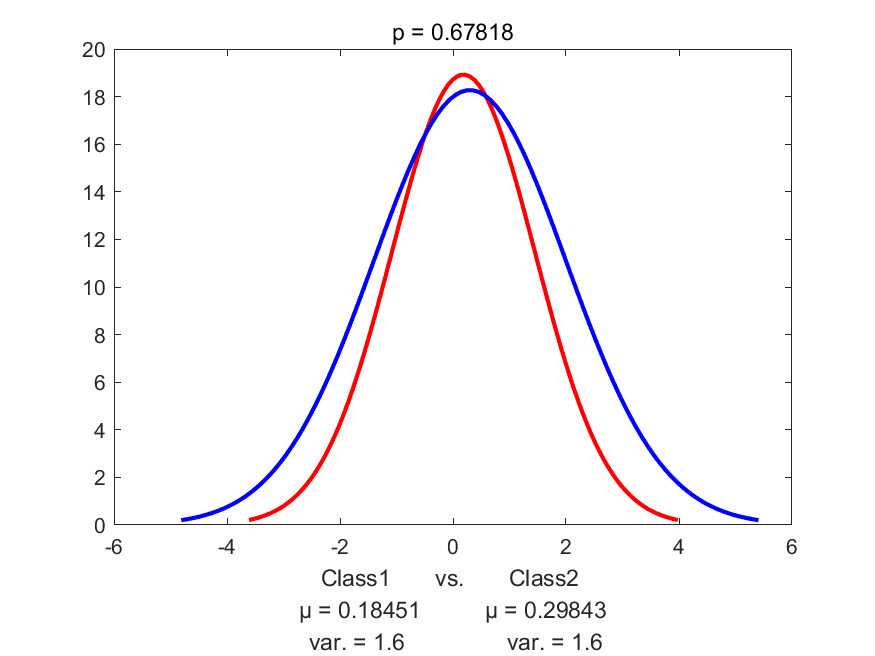 p = 0.67818
20
18
16
14
12
10
8
6
4
2
0
-6 -4 -2 0 2 4 6
Class1 vs. Class2
μ = 0.18451 μ = 0.29843
var. = 1.6 var. = 1.6